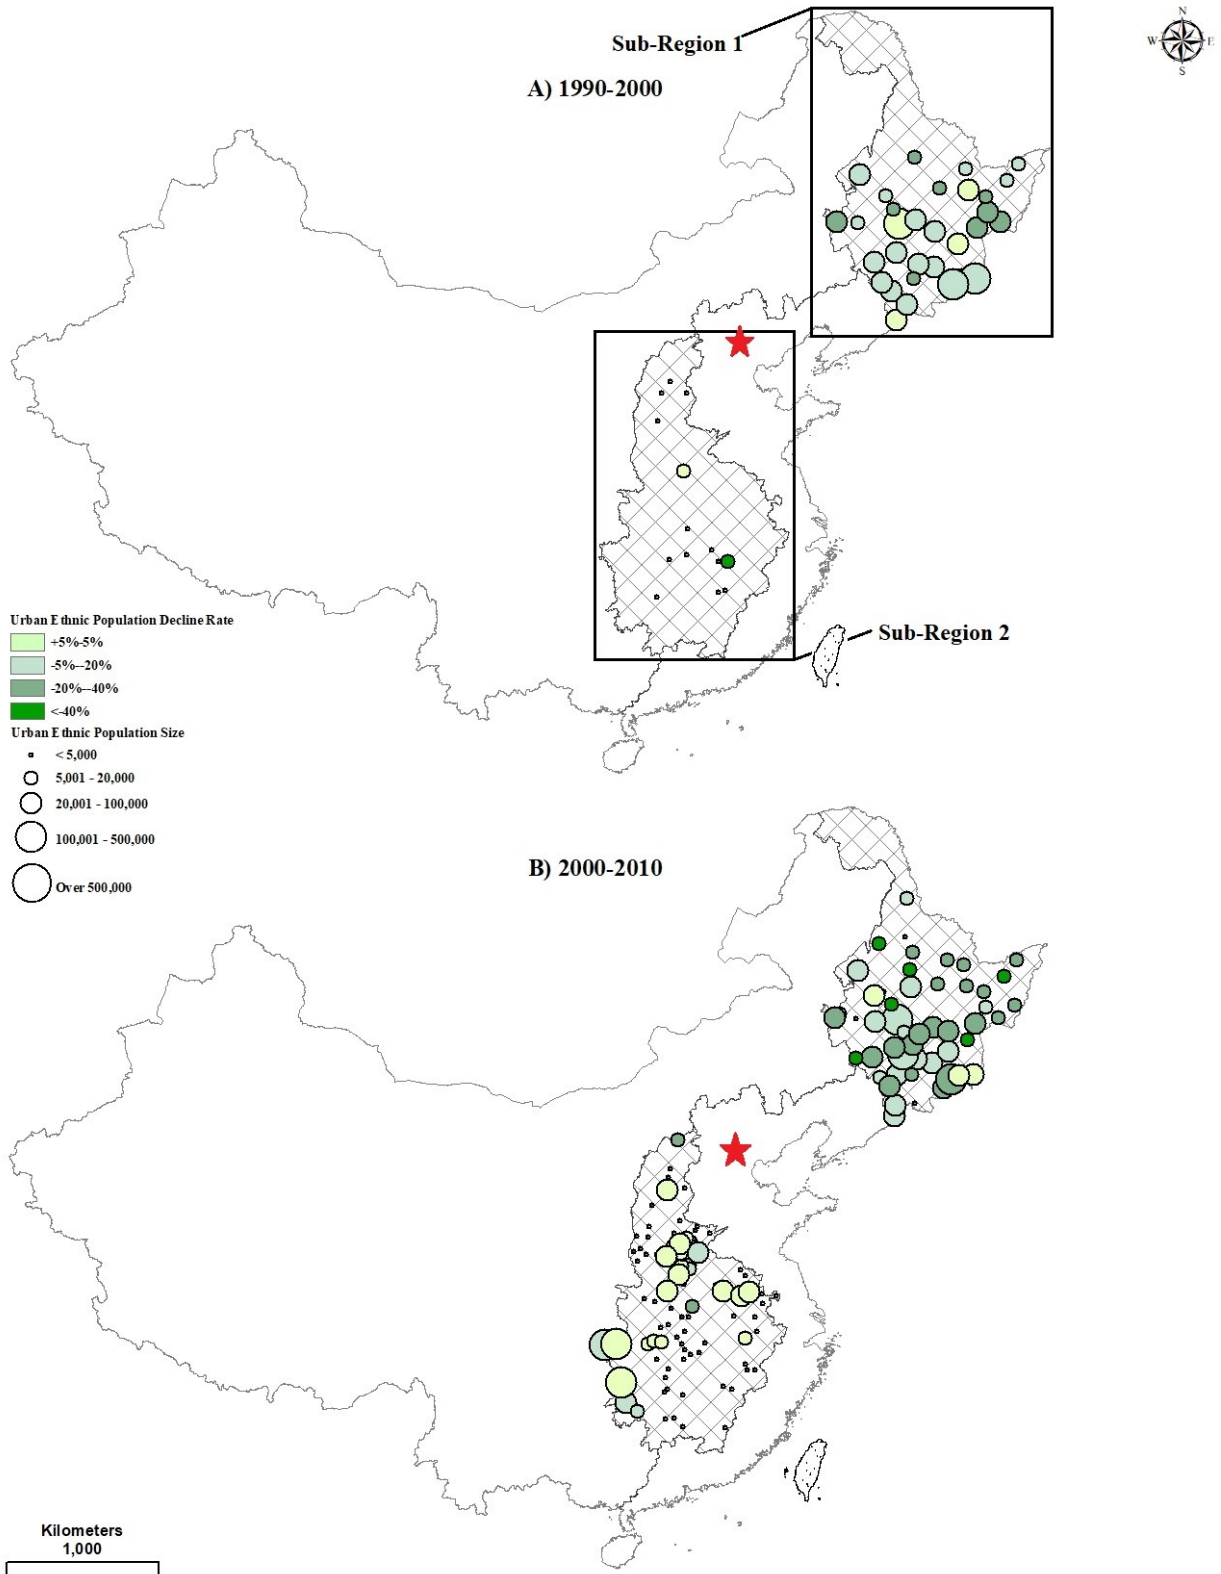 Sub-Region 1
N
W
E
S
A) 1990-2000
Urban Ethnic Population Decline Rate
+5%-5%
-5%--20%
-20%--40%
<-40%
Urban Ethnic Population Size
< 5,000
5,001 - 20,000
20,001 - 100,000
100,001 - 500,000
Over 500,000
Sub-Region 2
B) 2000-2010
Kilometers
1,000